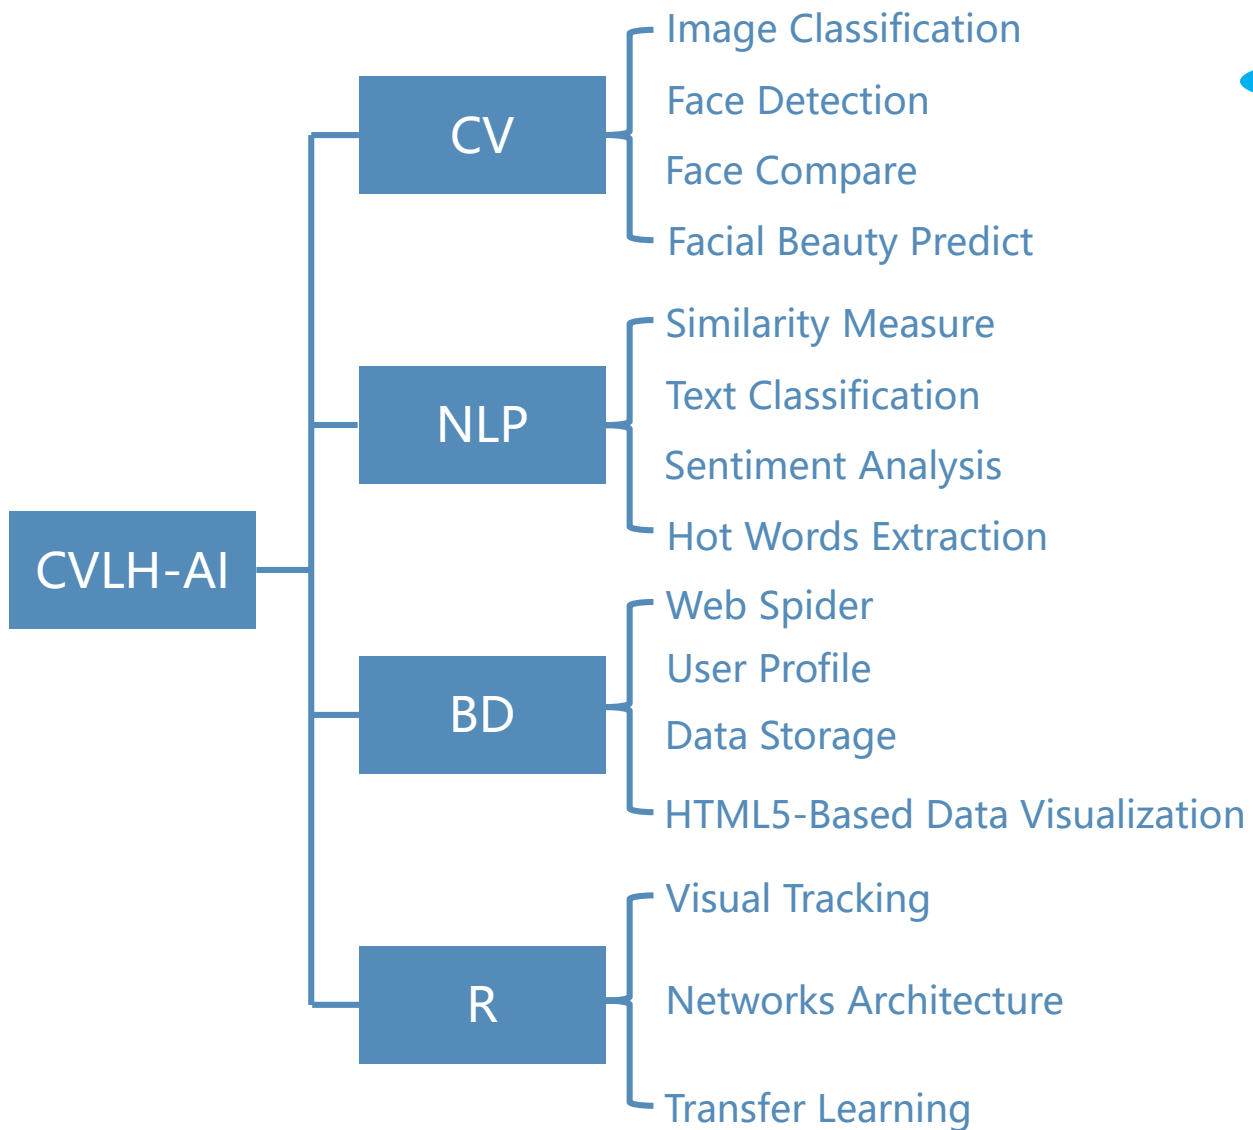 CVLH-AI
CV
Image Classification
Face Detection
Face Compare
Facial Beauty Predict
NLP
Similarity Measure
Text Classification
Sentiment Analysis
Hot Words Extraction
BD
Web Spider
User Profile
Data Storage
HTML5-Based Data Visualization
R
Visual Tracking
Networks Architecture
Transfer Learning